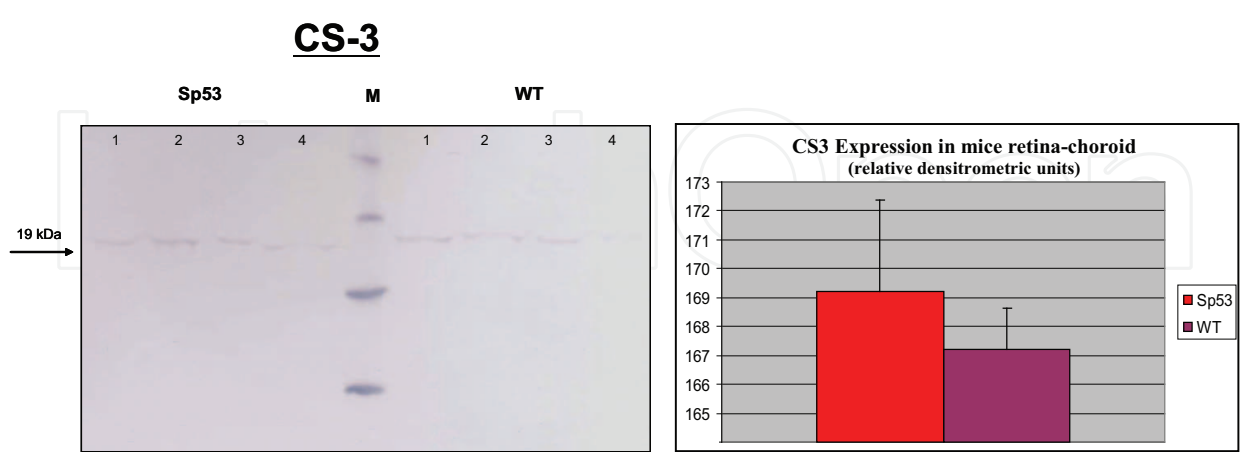 CS-3
Sp53 M WT
1 2 3 4 1 2 3 4
19 kDa
CS3 Expression in mice retina-choroid
(relative densitrometric units)
173
172
171
170
169
168
167
166
165
Sp53
WT